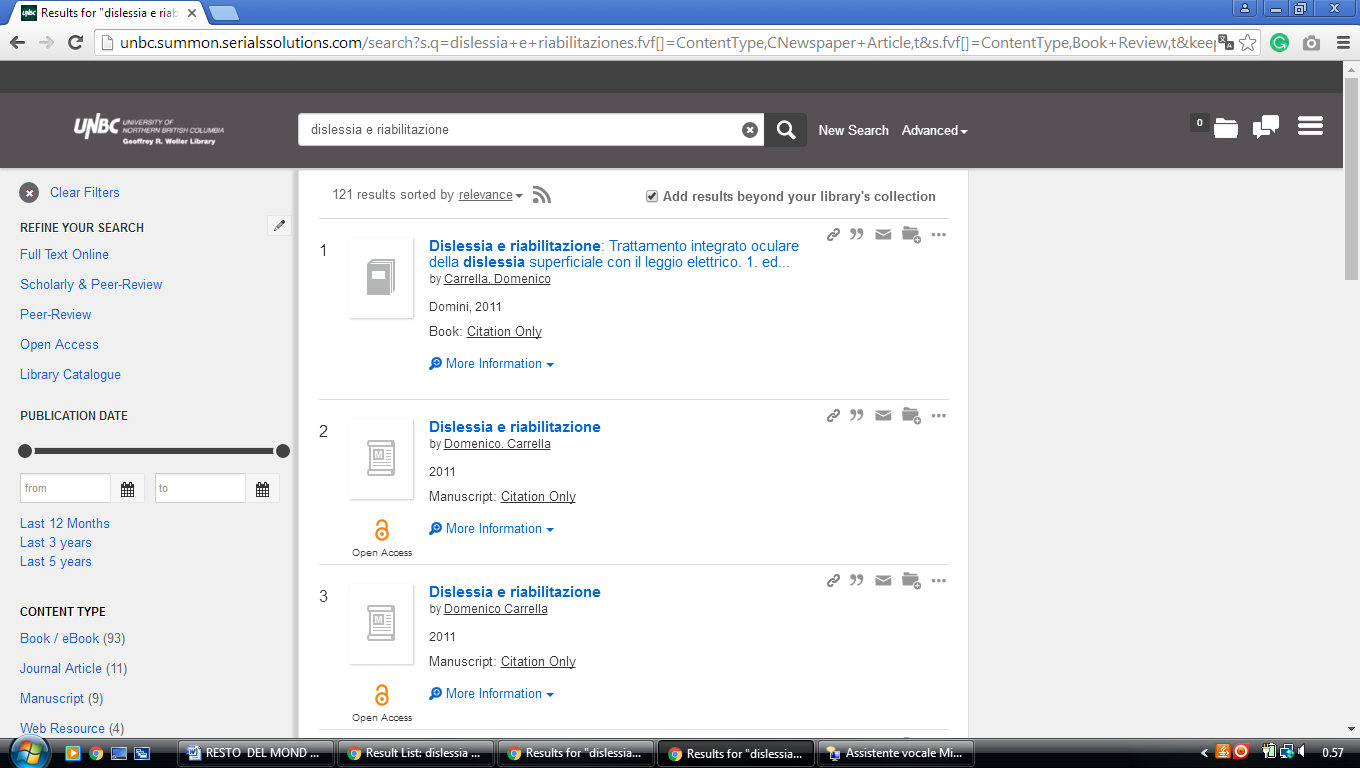 UNBC Results for "dislessia e riab
unbc.summon.serialssolutions.com/search?s.q=dislessia+e+riabilitaziones.fvf[]=ContentType,CNewspaper+Article,t&s.fvf[]=ContentType,Book+Review,t&keep
UNBC UNIVERSITY OF
NORTHERN BRITISH COLUMBIA
Geoffrey R. Weller Library
dislessia e riabilitazione
New Search Advanced
0
Clear Filters
REFINE YOUR SEARCH
Full Text Online
Scholarly & Peer-Review
Peer-Review
Open Access
Library Catalogue
PUBLICATION DATE
from to
Last 12 Months
Last 3 years
Last 5 years
CONTENT TYPE
Book / eBook (93)
Journal Article (11)
Manuscript (9)
Web Resource (4)
121 results sorted by relevance
Add results beyond your library's collection
1
Dislessia e riabilitazione: Trattamento integrato oculare
della dislessia superficiale con il leggio elettrico. 1. ed...
by Carrella, Domenico
Domini, 2011
Book: Citation Only
More Information
2
Dislessia e riabilitazione
by Domenico. Carrella
2011
Manuscript: Citation Only
More Information
Open Access
3
Dislessia e riabilitazione
by Domenico Carrella
2011
Manuscript: Citation Only
More Information
Open Access
RESTO DEL MOND ...
Result List: dislessia ...
Results for "dislessia...
Results for "dislessia...
Assistente vocale Mi...
0.57